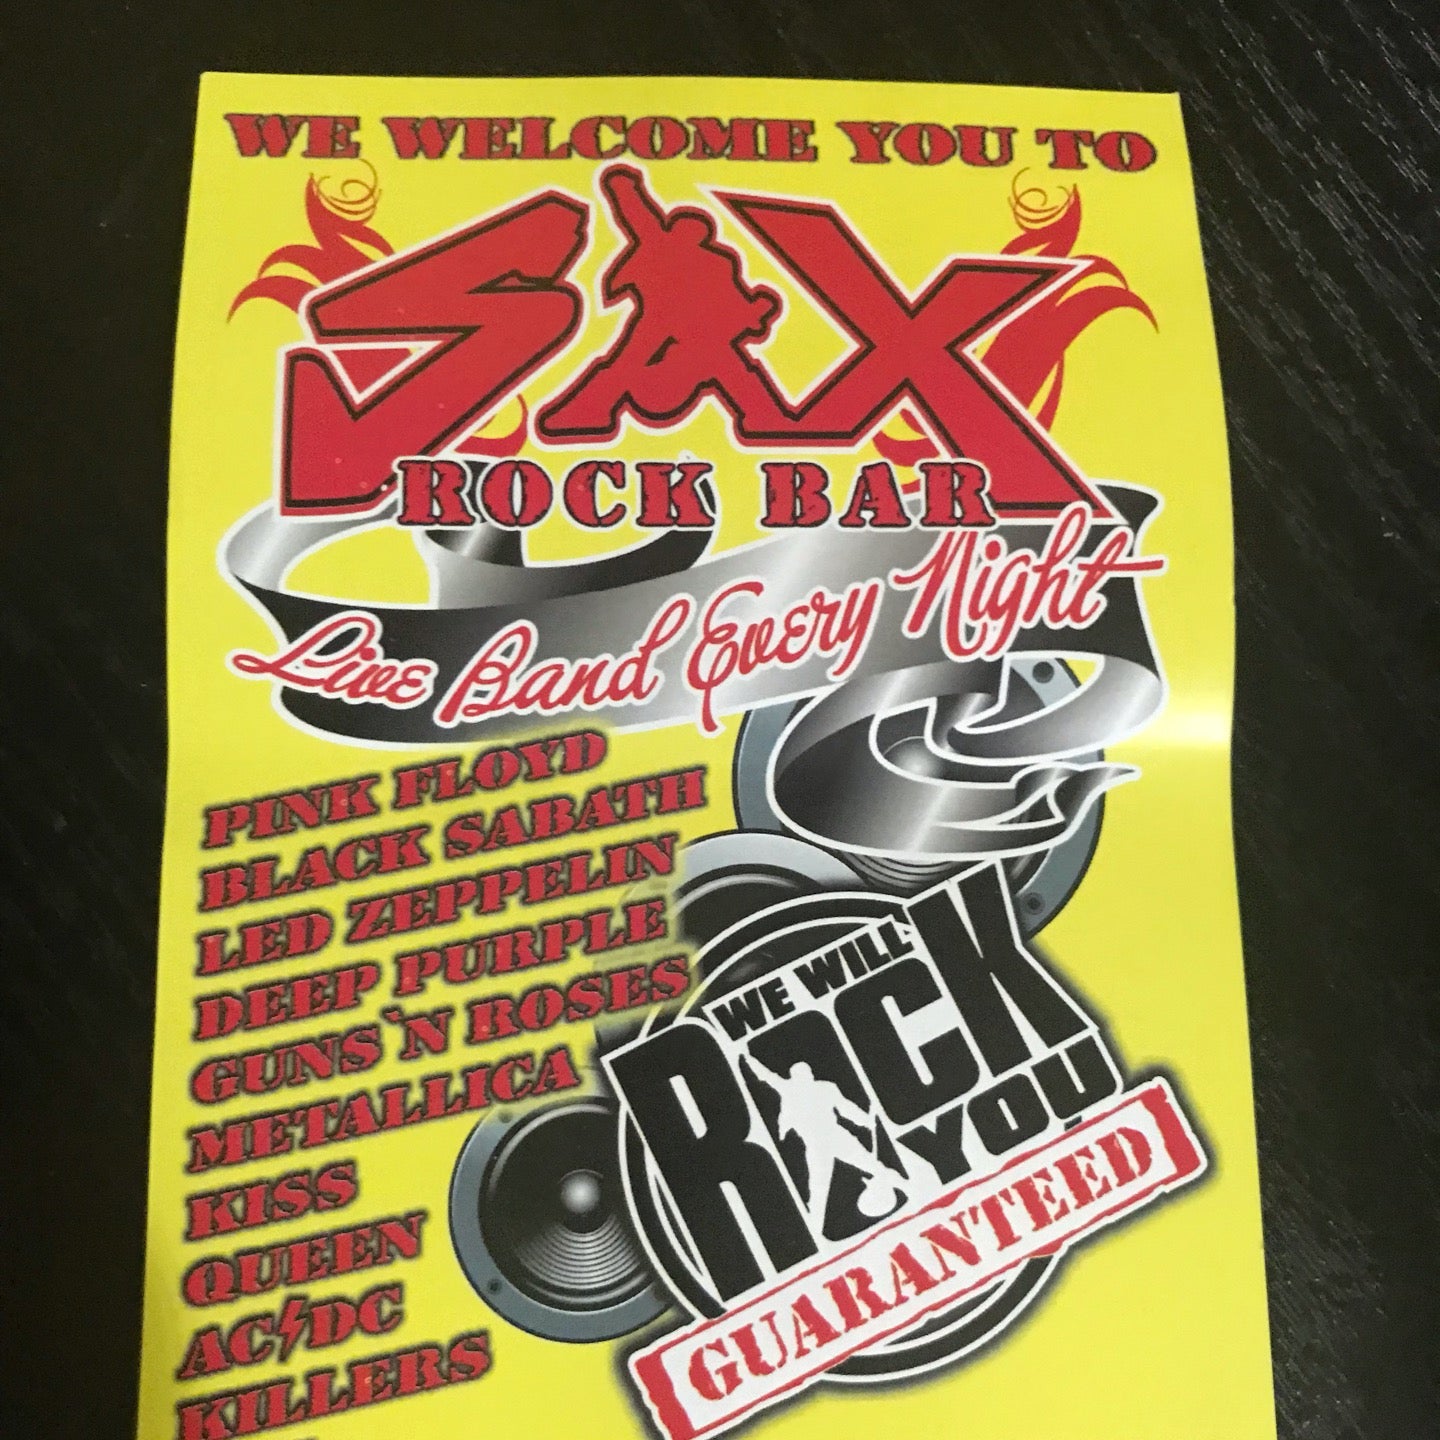 WE WELCOME YOU TO
SAX
ROCK BAR
Live Band Every Night
PINK FLOYD
BLACK SABATH
LED ZEPPELIN
DEEP PURPLE
GUNS `N ROSES
METALLICA
KISS
QUEEN
AC⚡DC
KILLERS
WE WILL
ROCK
YOU
GUARANTEED